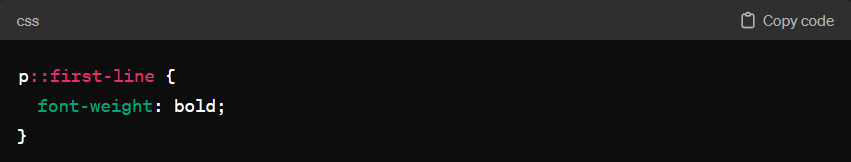 css
Copy code
p::first-line {
  font-weight: bold;
}